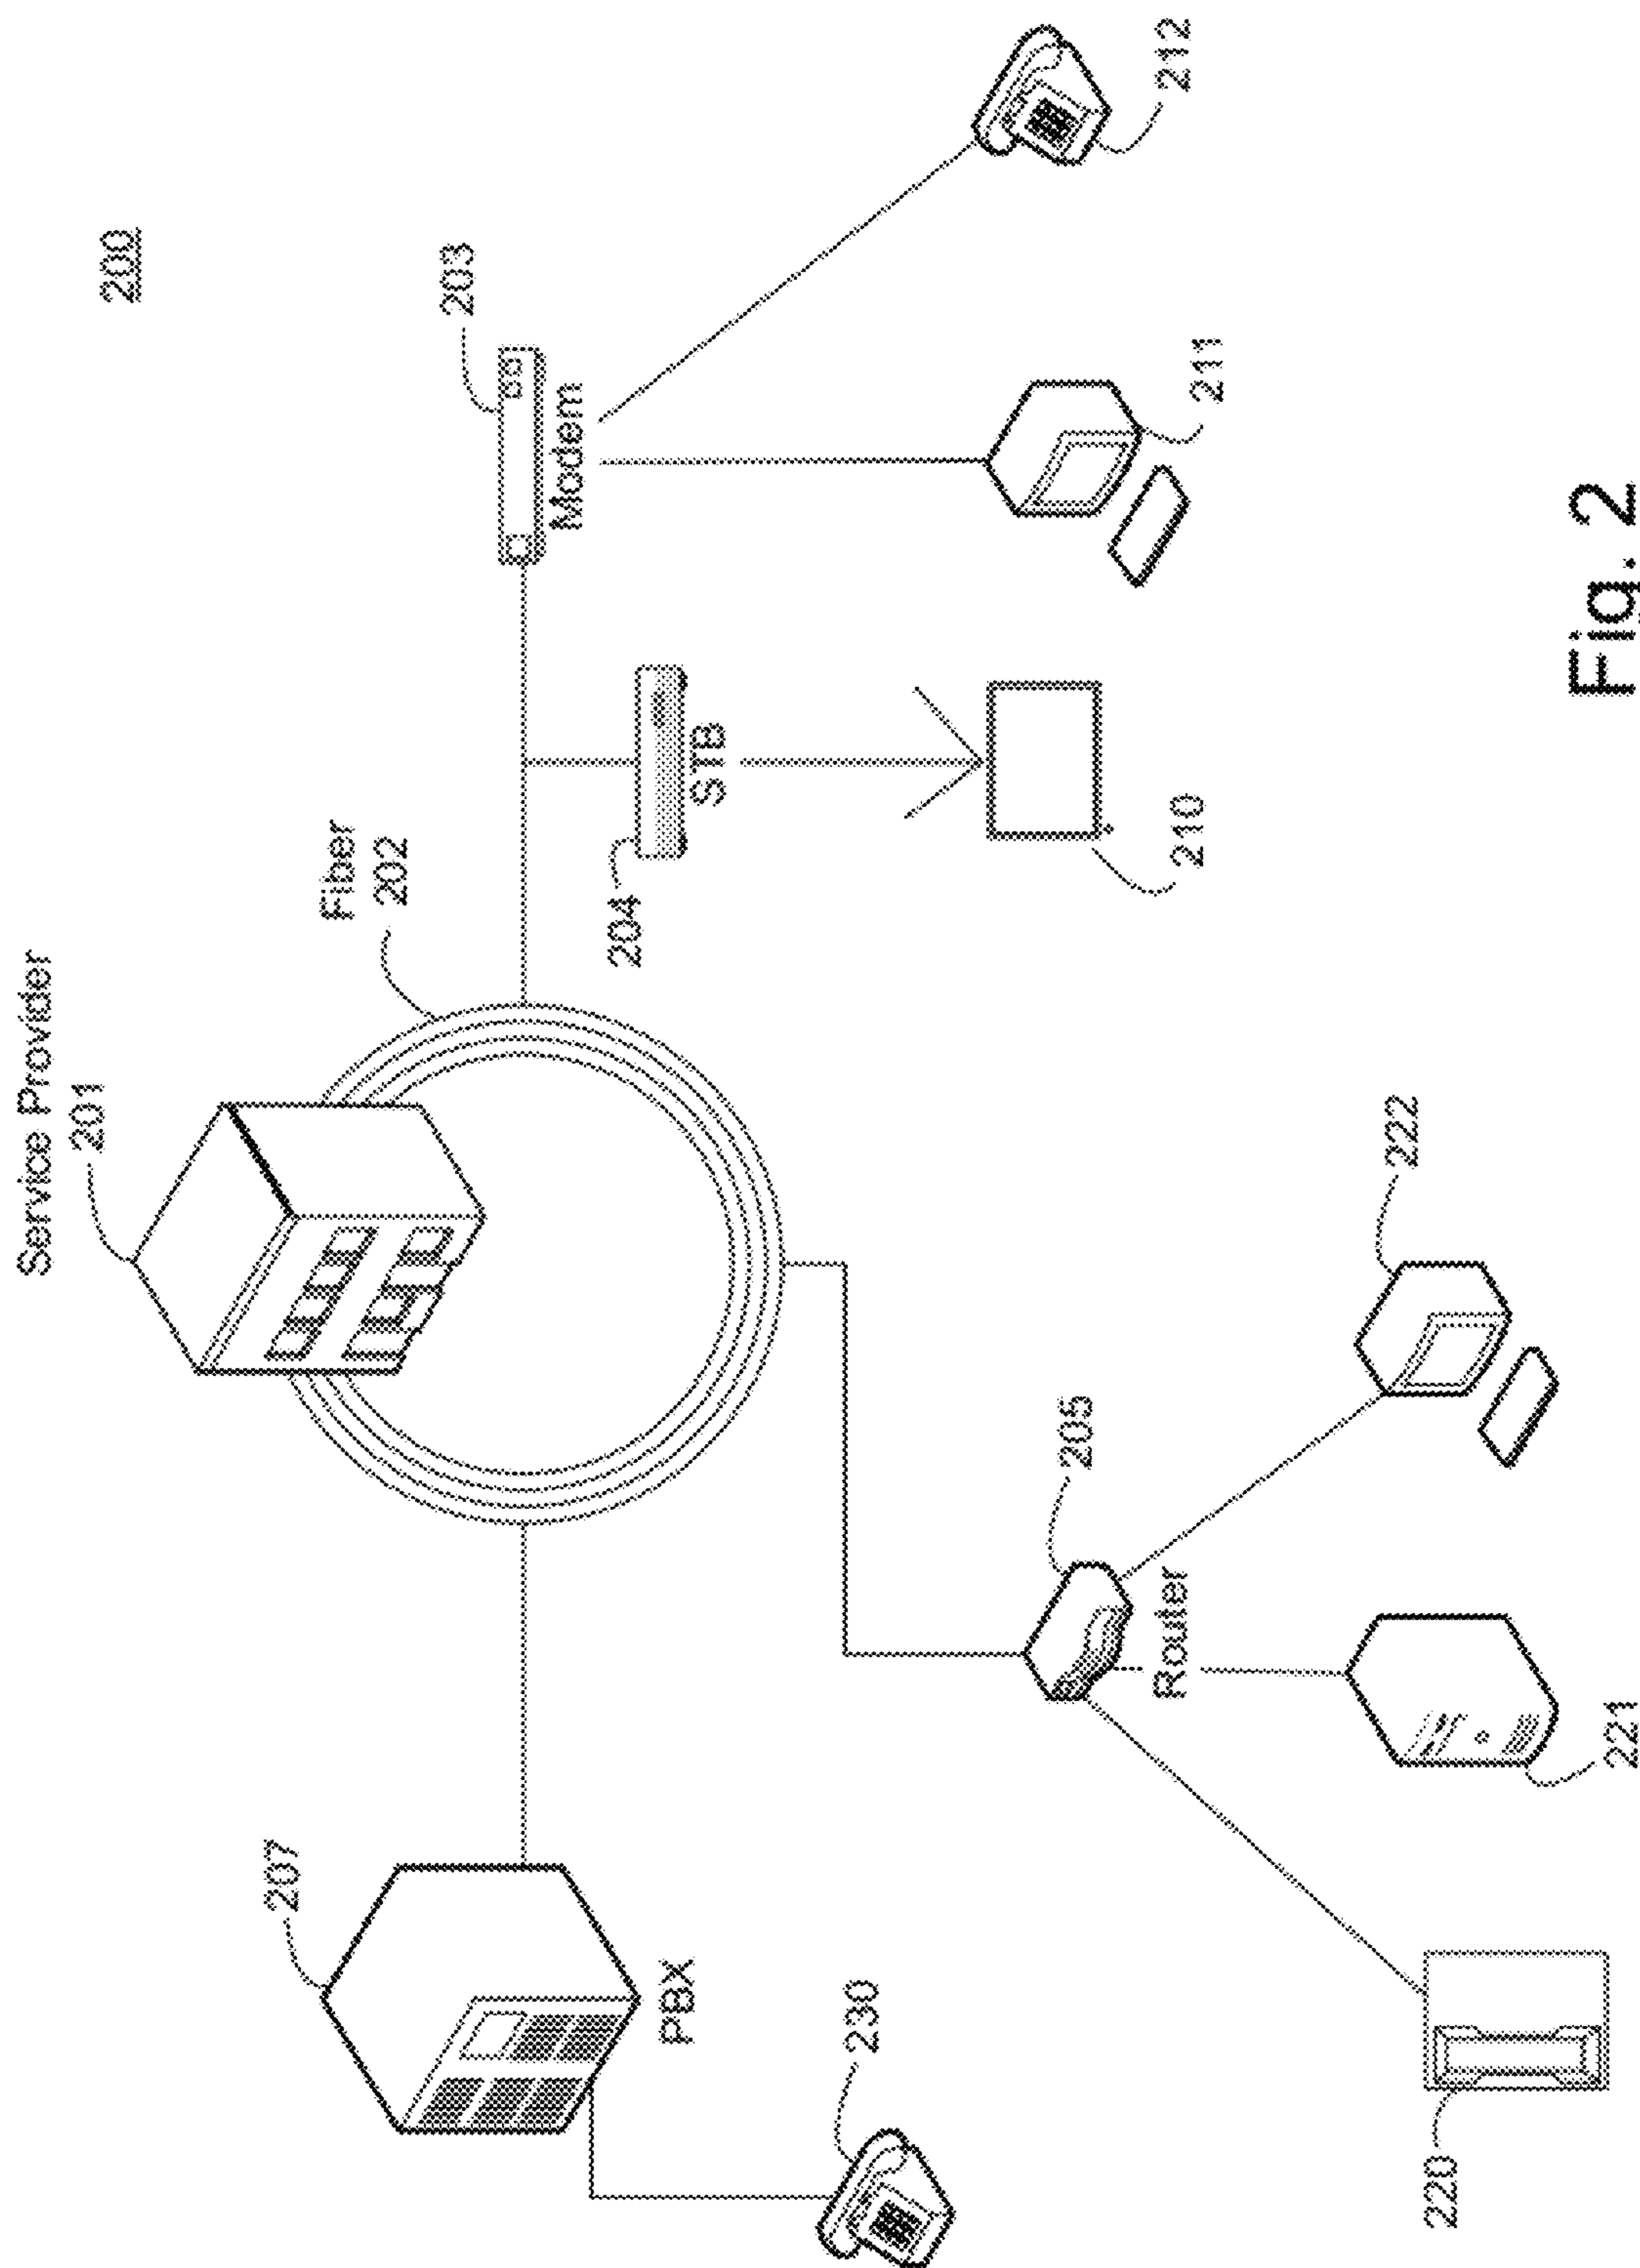 200
Service Provider
201
Fiber
202
203
Modem
204
STB
207
PBX
230
212
211
210
205
Router
222
220
221
Fig. 2